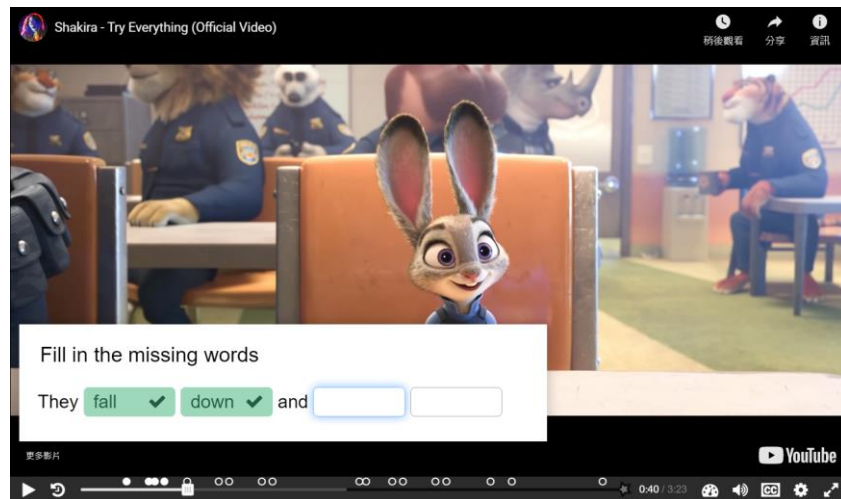 Shakira - Try Everything (Official Video)
稍後觀看 分享 資訊
Fill in the missing words
They fall down and
更多影片
YouTube
0:40 / 3:23
CC